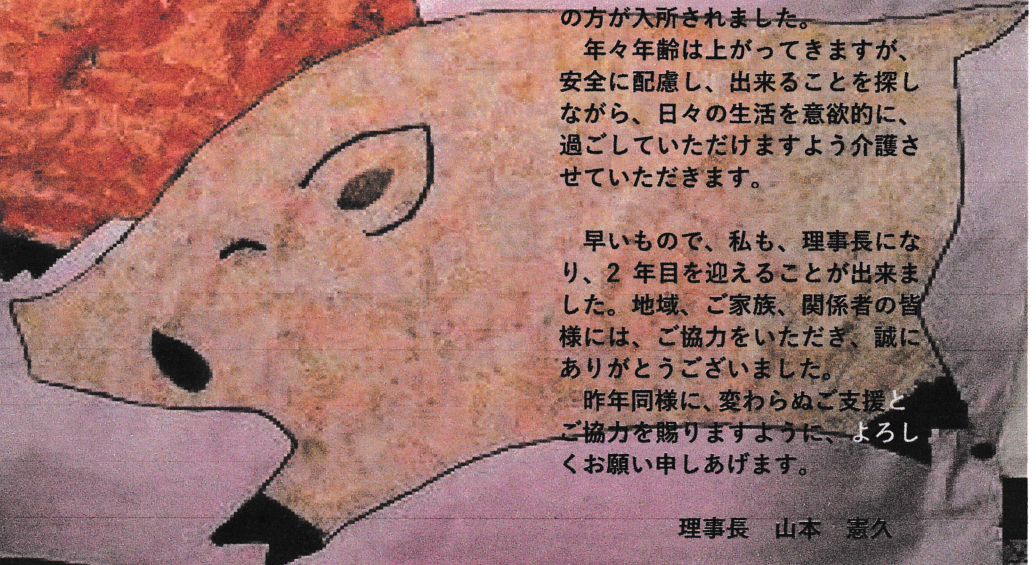 の方が入所されました。
年々年齢は上がってきますが、
安全に配慮し、出来ることを探し
ながら、日々の生活を意欲的に、
過ごしていただけますよう介護さ
せていただきます。
早いもので、私も、理事長にな
り、2 年目を迎えることが出来ま
した。地域、ご家族、関係者の皆
様には、ご協力をいただき、誠に
ありがとうございました。
昨年同様に、変わらぬご支援と
ご協力を賜りますように、よろし
くお願い申しあげます。
理事長　山本　憲久